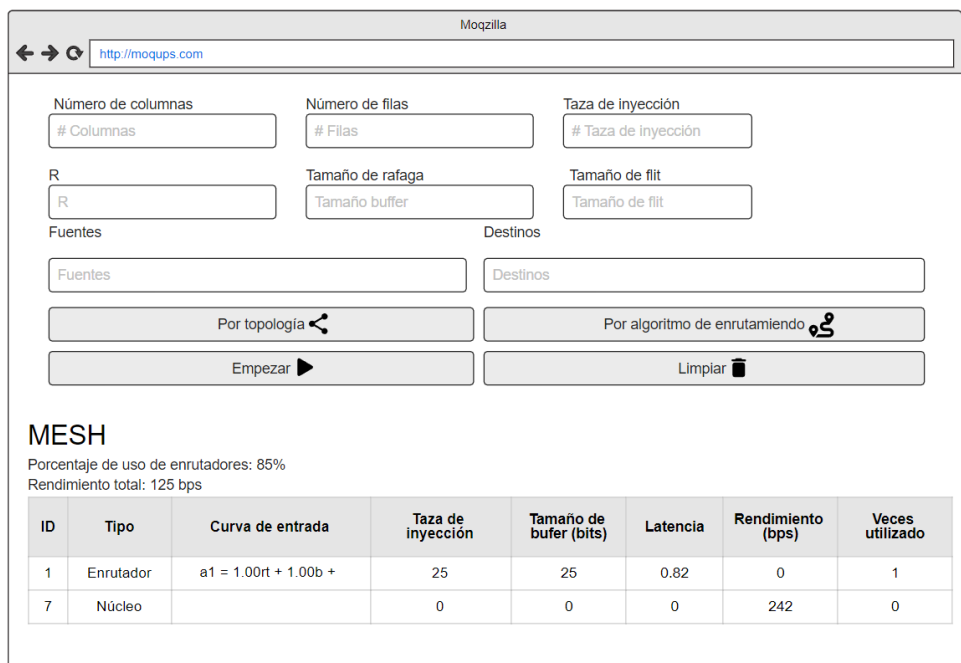 Moqzilla
http://moqups.com
Número de columnas Número de filas Taza de inyección
# Columnas # Filas # Taza de inyección
R Tamaño de rafaga Tamaño de flit
R Tamaño buffer Tamaño de flit
Fuentes Destinos
Fuentes Destinos
Por topología Por algoritmo de enrutamiendo
Empezar Limpiar
MESH
Porcentaje de uso de enrutadores: 85%
Rendimiento total: 125 bps
ID Tipo Curva de entrada Taza de inyección Tamaño de bufer (bits) Latencia Rendimiento (bps) Veces utilizado
1 Enrutador a1 = 1.00rt + 1.00b + 25 25 0.82 0 1
7 Núcleo 0 0 0 242 0